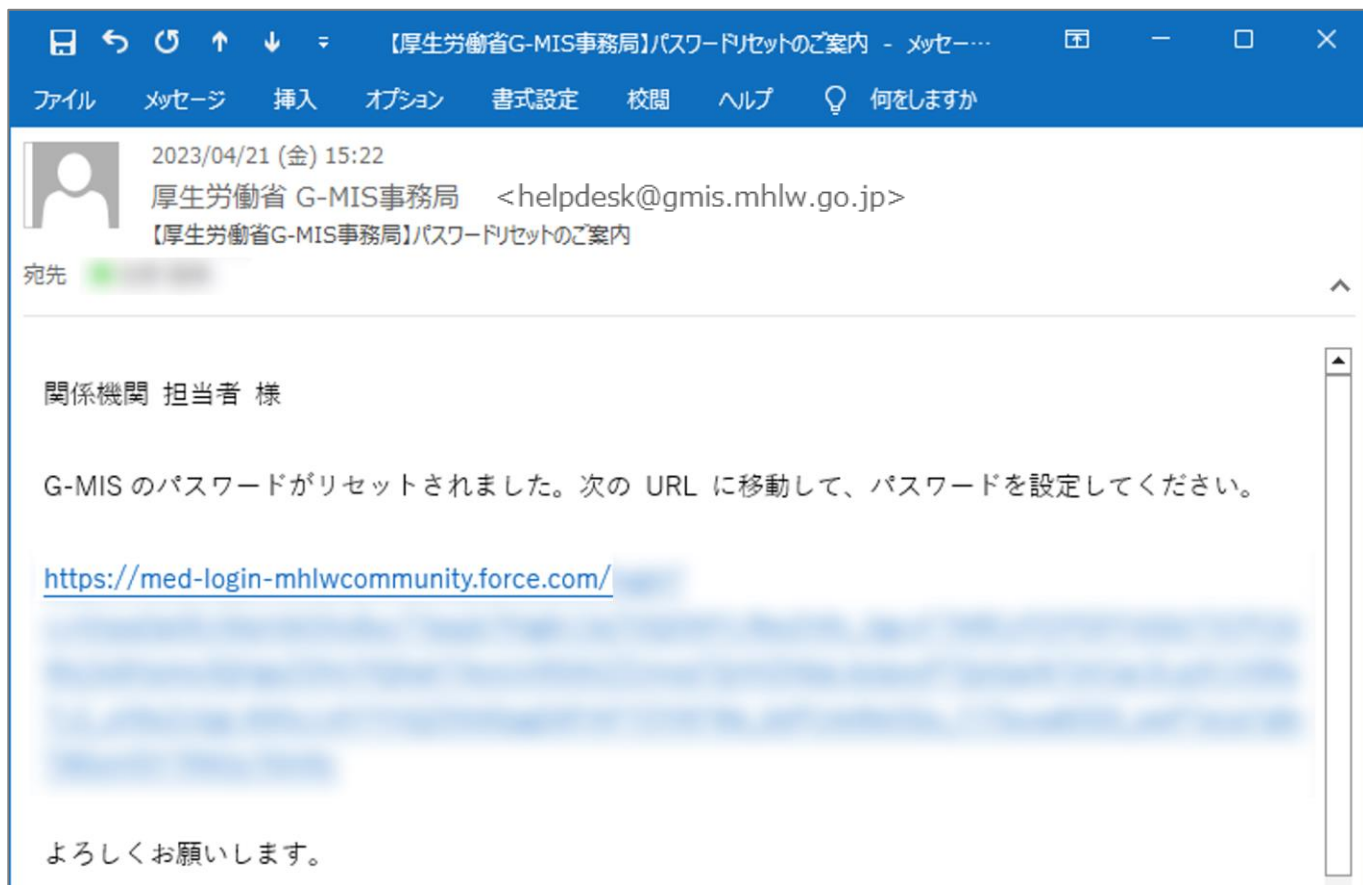 【厚生労働省G-MIS事務局】パスワードリセットのご案内 - メッセー…
ファイル メッセージ 挿入 オプション 書式設定 校閲 ヘルプ 何をしますか
2023/04/21 (金) 15:22
厚生労働省 G-MIS事務局 <helpdesk@gmis.mhlw.go.jp>
【厚生労働省G-MIS事務局】パスワードリセットのご案内
宛先
関係機関 担当者 様
G-MIS のパスワードがリセットされました。次の URL に移動して、パスワードを設定してください。
https://med-login-mhlwcommunity.force.com/
よろしくお願いします。